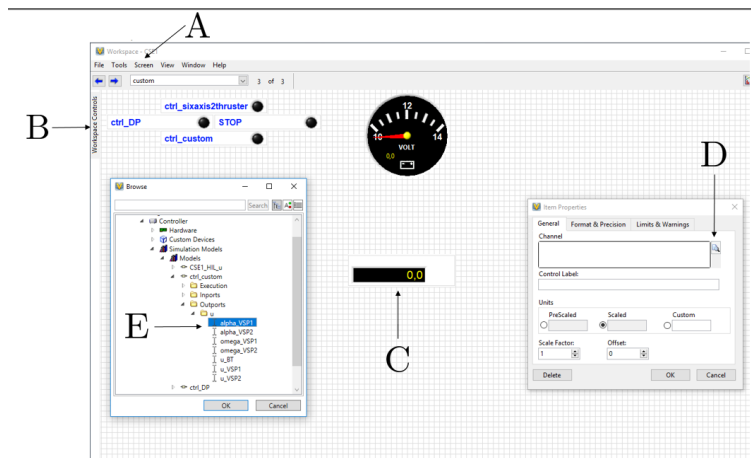 A
Workspace - CSE1
File Tools Screen View Window Help
custom 3 of 3
B
Workspace Controls
ctrl_sixaxis2thruster
ctrl_DP STOP
ctrl_custom
12
10 14
VOLT
0,0
D
Browse
Search
Controller
Hardware
Custom Devices
Simulation Models
Models
CSE1_HIL_u
ctrl_custom
Execution
Inports
Outports
u
E
alpha_VSP1
alpha_VSP2
omega_VSP1
omega_VSP2
u_BT
u_VSP1
u_VSP2
ctrl_DP
OK Cancel
0,0
C
Item Properties
General Format & Precision Limits & Warnings
Channel
Control Label:
Units
PreScaled Scaled Custom
Scale Factor: Offset:
1 0
Delete OK Cancel